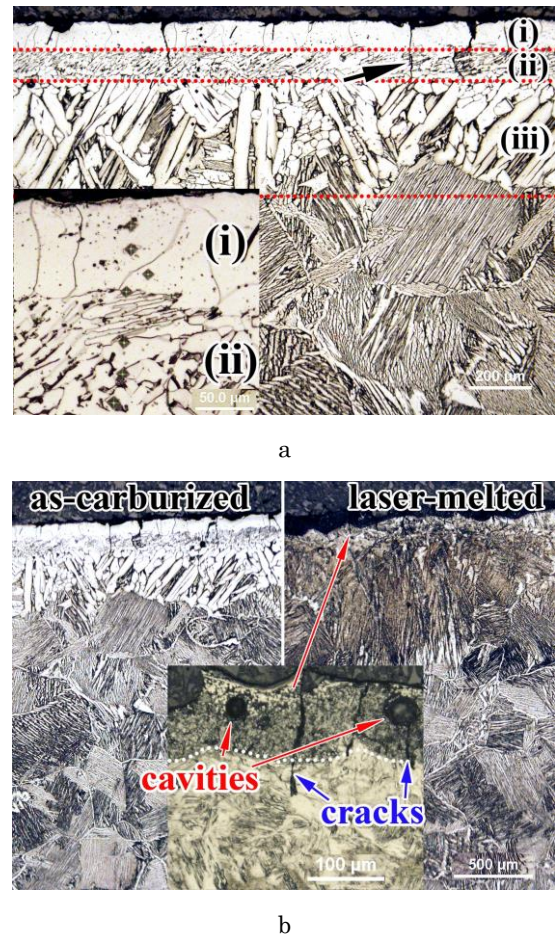 (i)
(ii)
(iii)
(i)
(ii)
50.0 µm
200 µm
a
as-carburized
laser-melted
cavities
cracks
100 µm
500 µm
b